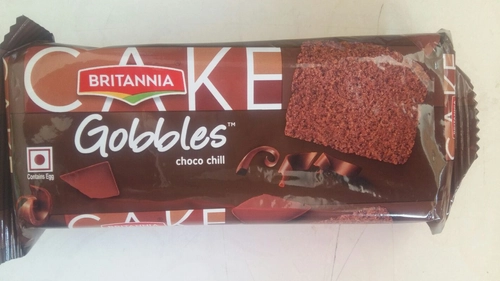 CAKE
BRITANNIA
Gobbles™
choco chill
Contains Egg
CAKE